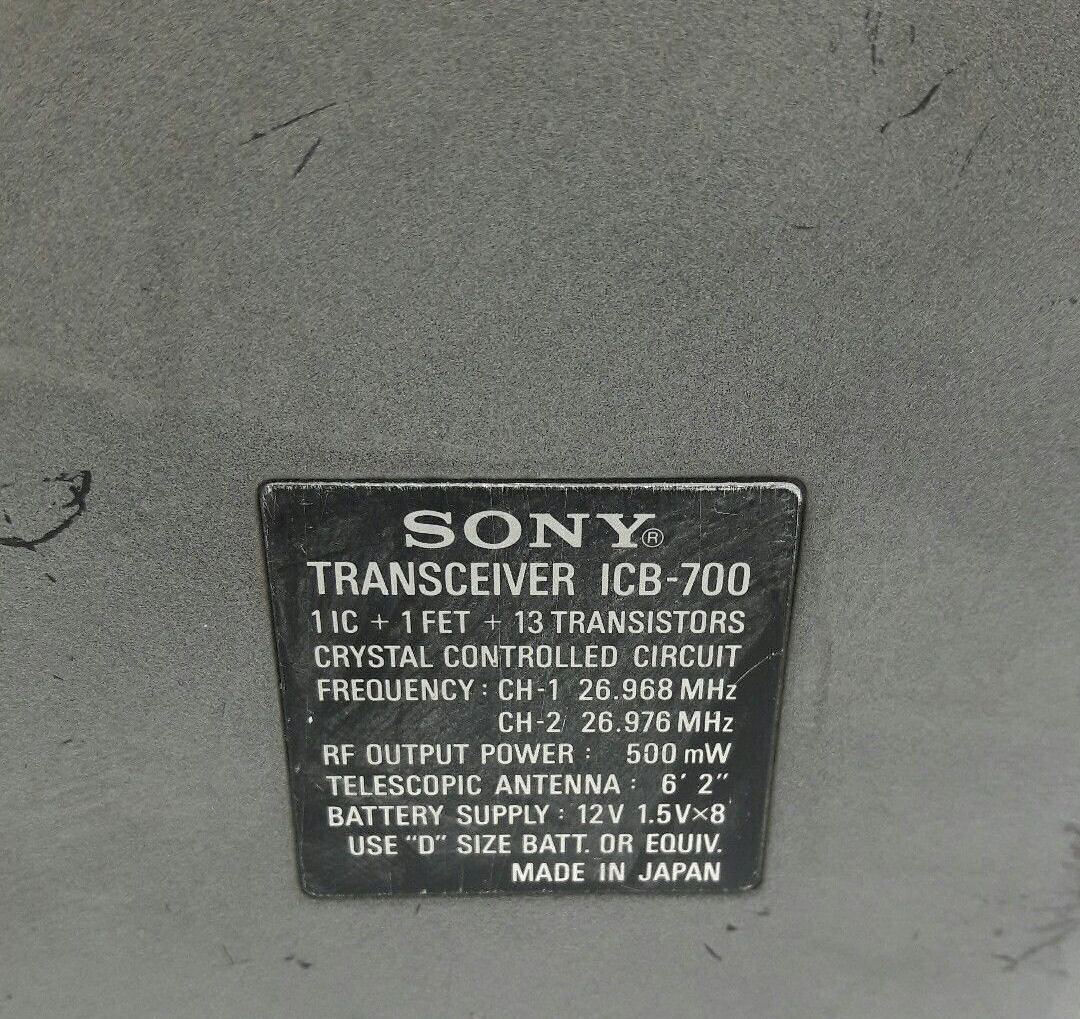 SONY®
TRANSCEIVER ICB-700
1 IC + 1 FET + 13 TRANSISTORS
CRYSTAL CONTROLLED CIRCUIT
FREQUENCY : CH-1 26.968 MHz
CH-2 26.976 MHz
RF OUTPUT POWER : 500 mW
TELESCOPIC ANTENNA : 6′ 2″
BATTERY SUPPLY : 12V 1.5V×8
USE “D” SIZE BATT. OR EQUIV.
MADE IN JAPAN